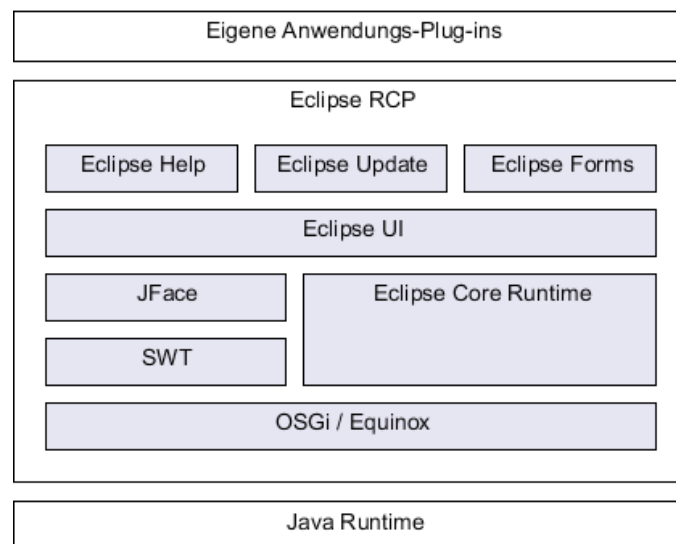 Eigene Anwendungs-Plug-ins
Eclipse RCP
Eclipse Help
Eclipse Update
Eclipse Forms
Eclipse UI
JFace
Eclipse Core Runtime
SWT
OSGi / Equinox
Java Runtime